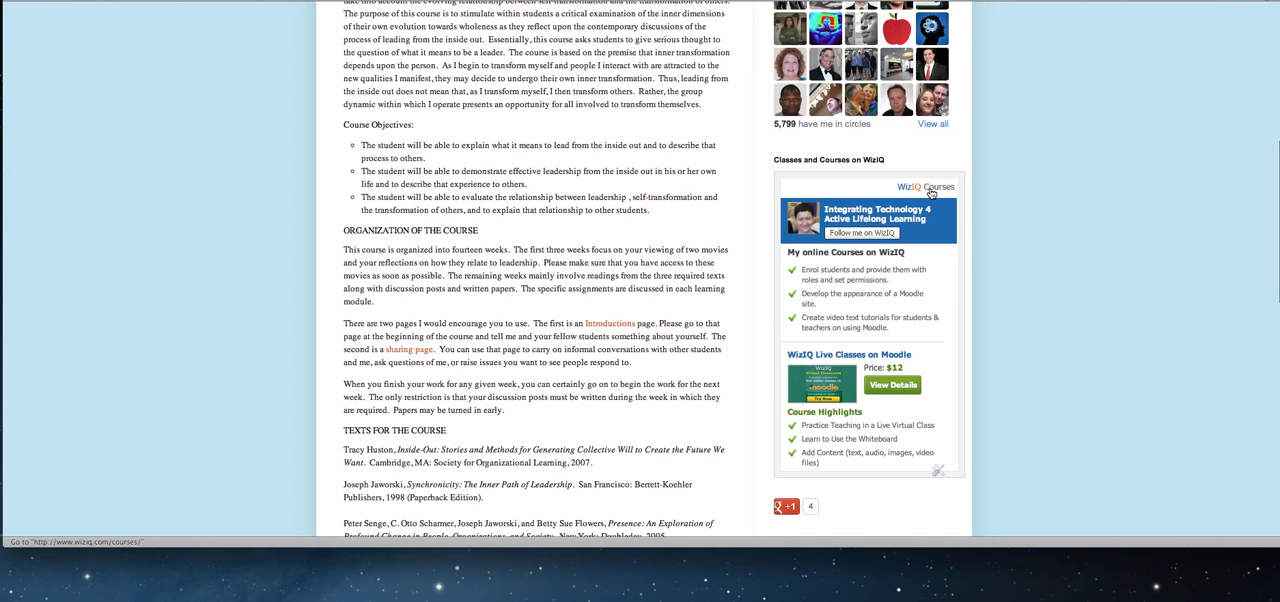 take into account the evolving relationship between self-transformation and the transformation of others.
The purpose of this course is to stimulate within students a critical examination of the inner dimensions
of their own evolution towards wholeness as they reflect upon the contemporary discussions of the
process of leading from the inside out. Essentially, this course asks students to give serious thought to
the question of what it means to be a leader. The course is based on the premise that inner transformation
depends upon the person. As I begin to transform myself and people I interact with are attracted to the
new qualities I manifest, they may decide to undergo their own inner transformation. Thus, leading from
the inside out does not mean that, as I transform myself, I then transform others. Rather, the group
dynamic within which I operate presents an opportunity for all involved to transform themselves.
Course Objectives:
The student will be able to explain what it means to lead from the inside out and to describe that
process to others.
The student will be able to demonstrate effective leadership from the inside out in his or her own
life and to describe that experience to others.
The student will be able to evaluate the relationship between leadership , self-transformation and
the transformation of others, and to explain that relationship to other students.
ORGANIZATION OF THE COURSE
This course is organized into fourteen weeks. The first three weeks focus on your viewing of two movies
and your reflections on how they relate to leadership. Please make sure that you have access to these
movies as soon as possible. The remaining weeks mainly involve readings from the three required texts
along with discussion posts and written papers. The specific assignments are discussed in each learning
module.
There are two pages I would encourage you to use. The first is an Introductions page. Please go to that
page at the beginning of the course and tell me and your fellow students something about yourself. The
second is a sharing page. You can use that page to carry on informal conversations with other students
and me, ask questions of me, or raise issues you want to see people respond to.
When you finish your work for any given week, you can certainly go on to begin the work for the next
week. The only restriction is that your discussion posts must be written during the week in which they
are required. Papers may be turned in early.
TEXTS FOR THE COURSE
Tracy Huston, Inside-Out: Stories and Methods for Generating Collective Will to Create the Future We
Want. Cambridge, MA: Society for Organizational Learning, 2007.
Joseph Jaworski, Synchronicity: The Inner Path of Leadership. San Francisco: Berrett-Koehler
Publishers, 1998 (Paperback Edition).
Peter Senge, C. Otto Scharmer, Joseph Jaworski, and Betty Sue Flowers, Presence: An Exploration of
Profound Change in People, Organizations, and Society. New York: Doubleday, 2005.
5,799 have me in circles View all
Classes and Courses on WizIQ
WizIQ Courses
Integrating Technology 4
Active Lifelong Learning
Follow me on WizIQ
My online Courses on WizIQ
Enrol students and provide them with
roles and set permissions.
Develop the appearance of a Moodle
site.
Create video text tutorials for students &
teachers on using Moodle.
WizIQ Live Classes on Moodle
Price: $12
View Details
Course Highlights
Practice Teaching in a Live Virtual Class
Learn to Use the Whiteboard
Add Content (text, audio, images, video
files)
g +1 4
Go to "http://www.wiziq.com/courses/"